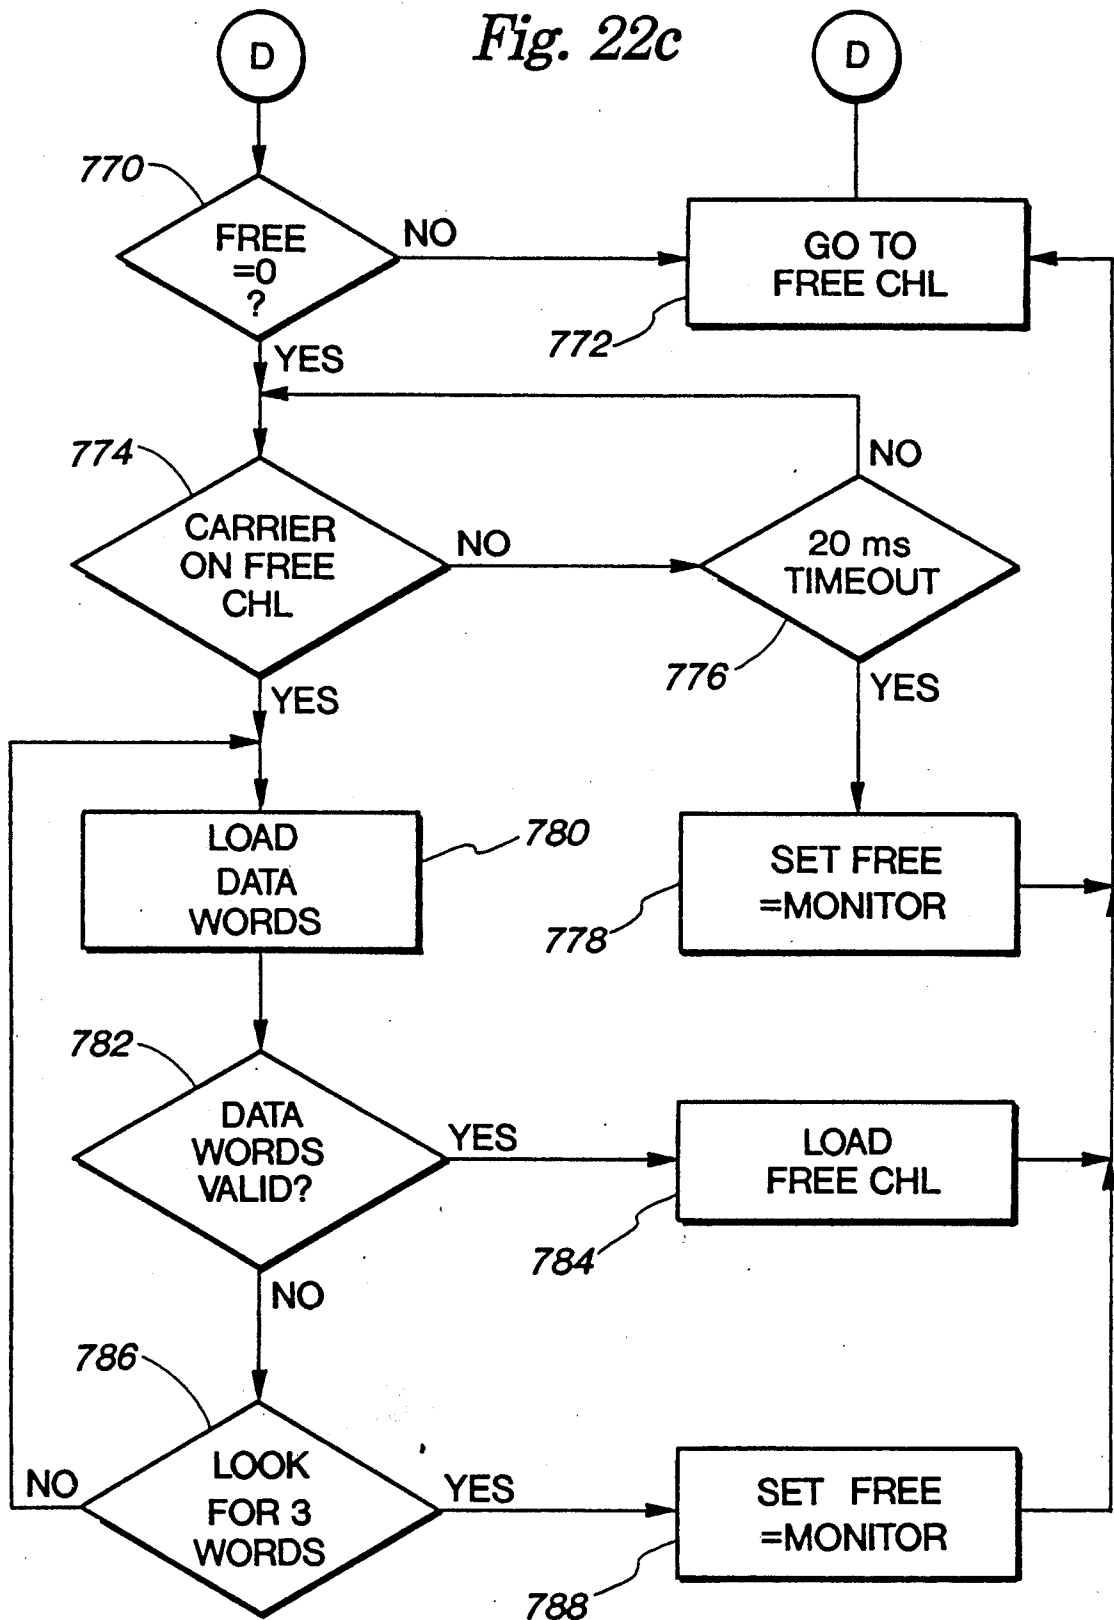 Fig. 22c
D
D
770
FREE
=0
?
NO
YES
GO TO
FREE CHL
772
774
CARRIER
ON FREE
CHL
NO
YES
NO
20 ms
TIMEOUT
776
YES
LOAD
DATA
WORDS
780
SET FREE
=MONITOR
778
782
DATA
WORDS
VALID?
YES
NO
LOAD
FREE CHL
784
786
LOOK
FOR 3
WORDS
NO
YES
SET FREE
=MONITOR
788